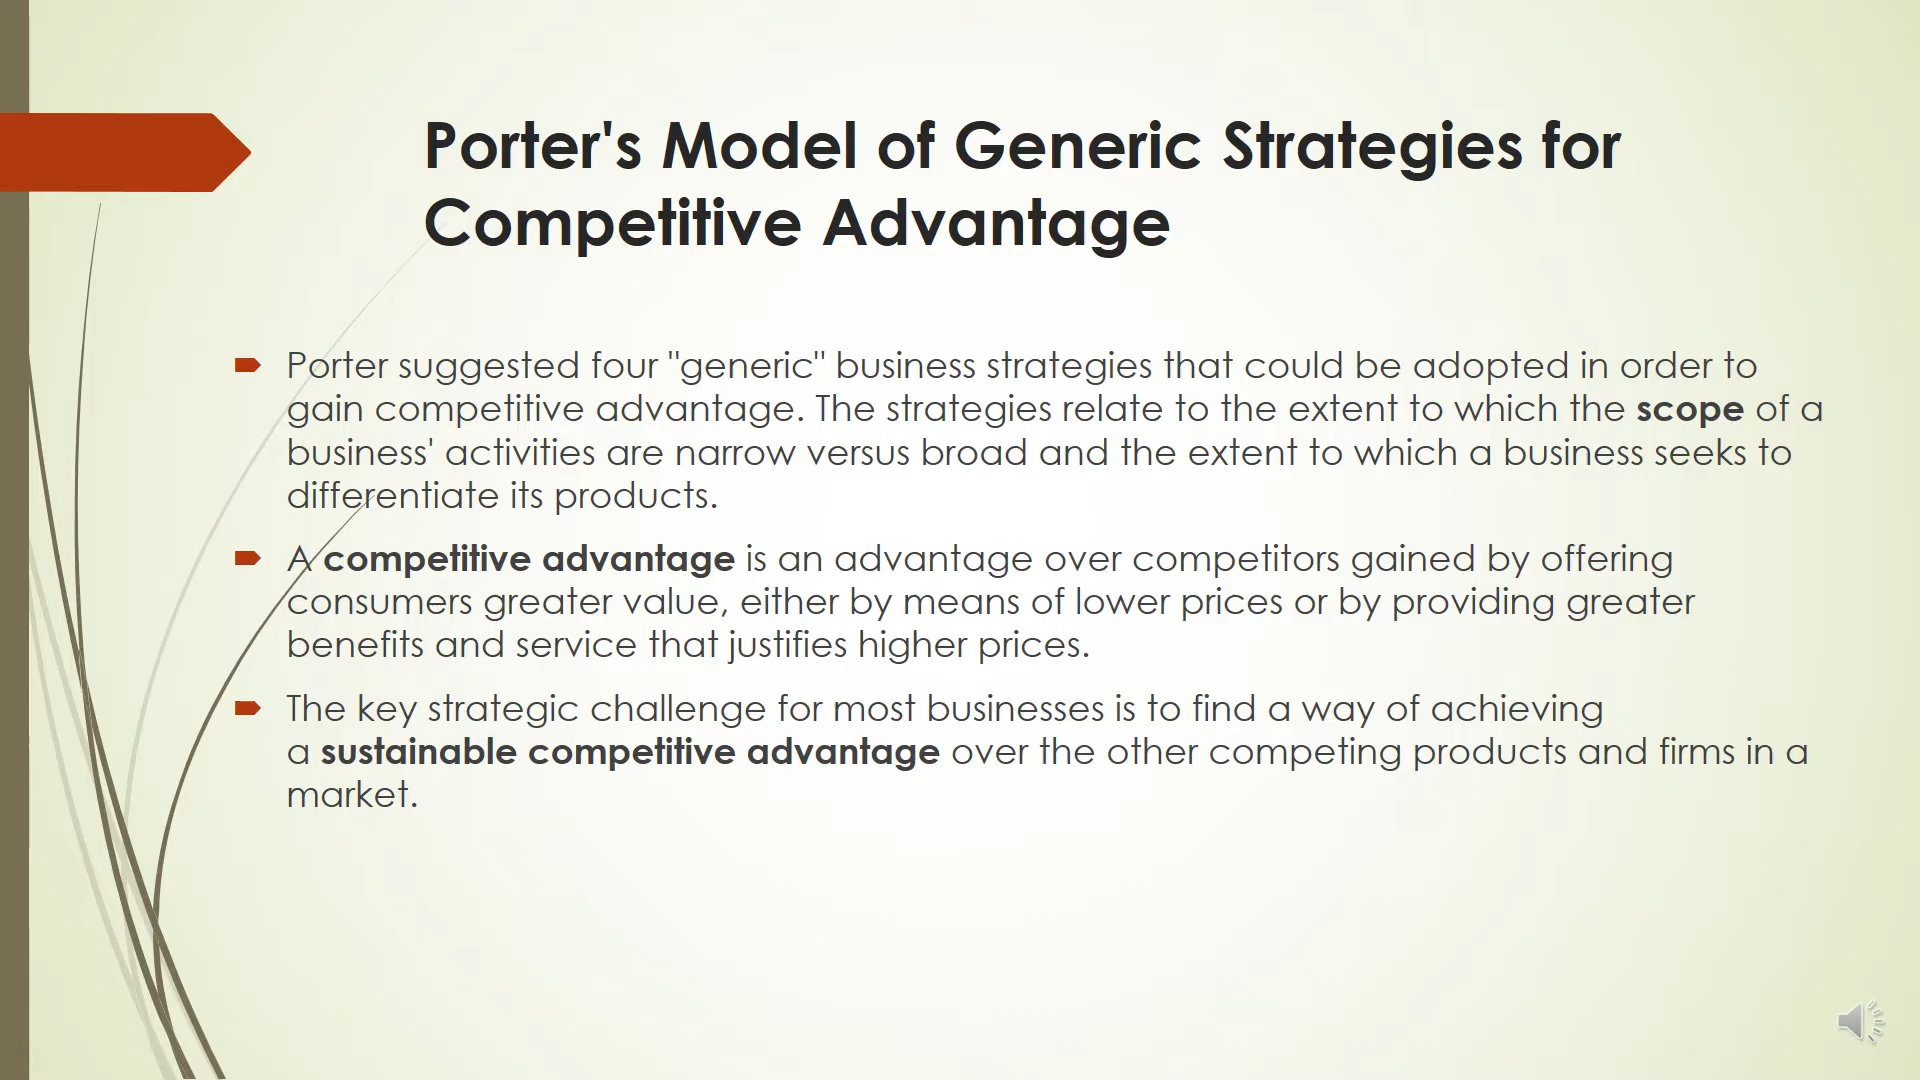 Porter's Model of Generic Strategies for
Competitive Advantage
Porter suggested four "generic" business strategies that could be adopted in order to
gain competitive advantage. The strategies relate to the extent to which the scope of a
business' activities are narrow versus broad and the extent to which a business seeks to
differentiate its products.
A competitive advantage is an advantage over competitors gained by offering
consumers greater value, either by means of lower prices or by providing greater
benefits and service that justifies higher prices.
The key strategic challenge for most businesses is to find a way of achieving
a sustainable competitive advantage over the other competing products and firms in a
market.